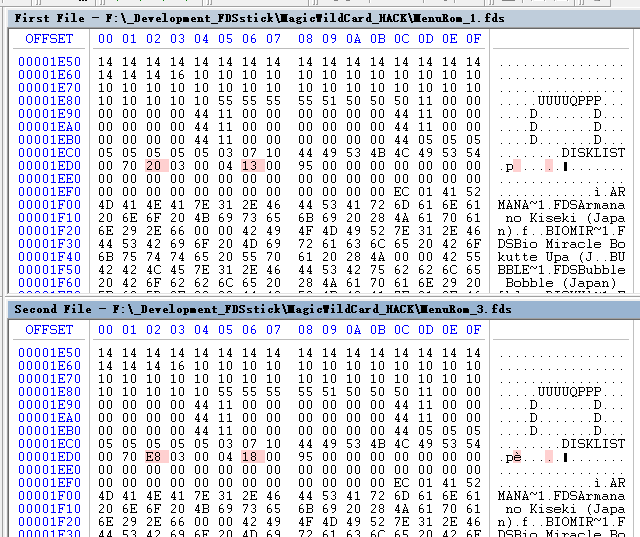 First File - F:\_Development_FDSstick\MagicWildCard_HACK\MenuRom_1.fds
OFFSET 00 01 02 03 04 05 06 07 08 09 0A 0B 0C 0D 0E 0F
00001E50 14 14 14 14 14 14 14 14 14 14 14 14 14 14 14 14 ................
00001E60 14 14 14 16 10 10 10 10 10 10 10 10 10 10 10 10 ................
00001E70 10 10 10 10 10 10 10 10 10 10 10 10 10 10 10 10 ................
00001E80 10 10 10 10 10 55 55 55 55 51 50 50 50 11 00 00 .....UUUUQPPP...
00001E90 00 00 00 00 44 11 00 00 00 00 00 00 44 11 00 00 ....D.......D...
00001EA0 00 00 00 00 44 11 00 00 00 00 00 00 44 11 00 00 ....D.......D...
00001EB0 00 00 00 00 44 11 00 00 00 00 00 00 44 05 05 05 ....D.......D...
00001EC0 05 05 05 05 05 03 07 10 44 49 53 4B 4C 49 53 54 ........DISKLIST
00001ED0 00 70 20 03 00 04 13 00 95 00 00 00 00 00 00 00 .p
00001EE0 00 00 00 00 00 00 00 00 00 00 00 00 00 00 00 00 ................
00001EF0 00 00 00 00 00 00 00 00 00 00 00 00 EC 01 41 52 ............ì.AR
00001F00 4D 41 4E 41 7E 31 2E 46 44 53 41 72 6D 61 6E 61 MANA~1.FDSArmana
00001F10 20 6E 6F 20 4B 69 73 65 6B 69 20 28 4A 61 70 61 no Kiseki (Japa
00001F20 6E 29 2E 66 00 00 42 49 4F 4D 49 52 7E 31 2E 46 n).f..BIOMIR~1.F
00001F30 44 53 42 69 6F 20 4D 69 72 61 63 6C 65 20 42 6F DSBio Miracle Bo
00001F40 6B 75 74 74 65 20 55 70 61 20 28 4A 00 00 42 55 kutte Upa (J..BU
00001F50 42 42 4C 45 7E 31 2E 46 44 53 42 75 62 62 6C 65 BBLE~1.FDSBubble
00001F60 20 42 6F 62 62 6C 65 20 28 4A 61 70 61 6E 29 20 Bobble (Japan)
Second File - F:\_Development_FDSstick\MagicWildCard_HACK\MenuRom_3.fds
OFFSET 00 01 02 03 04 05 06 07 08 09 0A 0B 0C 0D 0E 0F
00001E50 14 14 14 14 14 14 14 14 14 14 14 14 14 14 14 14 ................
00001E60 14 14 14 16 10 10 10 10 10 10 10 10 10 10 10 10 ................
00001E70 10 10 10 10 10 10 10 10 10 10 10 10 10 10 10 10 ................
00001E80 10 10 10 10 10 55 55 55 55 51 50 50 50 11 00 00 .....UUUUQPPP...
00001E90 00 00 00 00 44 11 00 00 00 00 00 00 44 11 00 00 ....D.......D...
00001EA0 00 00 00 00 44 11 00 00 00 00 00 00 44 11 00 00 ....D.......D...
00001EB0 00 00 00 00 44 11 00 00 00 00 00 00 44 05 05 05 ....D.......D...
00001EC0 05 05 05 05 05 03 07 10 44 49 53 4B 4C 49 53 54 ........DISKLIST
00001ED0 00 70 E8 03 00 04 18 00 95 00 00 00 00 00 00 00 .pè
00001EE0 00 00 00 00 00 00 00 00 00 00 00 00 00 00 00 00 ................
00001EF0 00 00 00 00 00 00 00 00 00 00 00 00 EC 01 41 52 ............ì.AR
00001F00 4D 41 4E 41 7E 31 2E 46 44 53 41 72 6D 61 6E 61 MANA~1.FDSArmana
00001F10 20 6E 6F 20 4B 69 73 65 6B 69 20 28 4A 61 70 61 no Kiseki (Japa
00001F20 6E 29 2E 66 00 00 42 49 4F 4D 49 52 7E 31 2E 46 n).f..BIOMIR~1.F
00001F30 44 53 42 69 6F 20 4D 69 72 61 63 6C 65 20 42 6F DSBio Miracle Bo